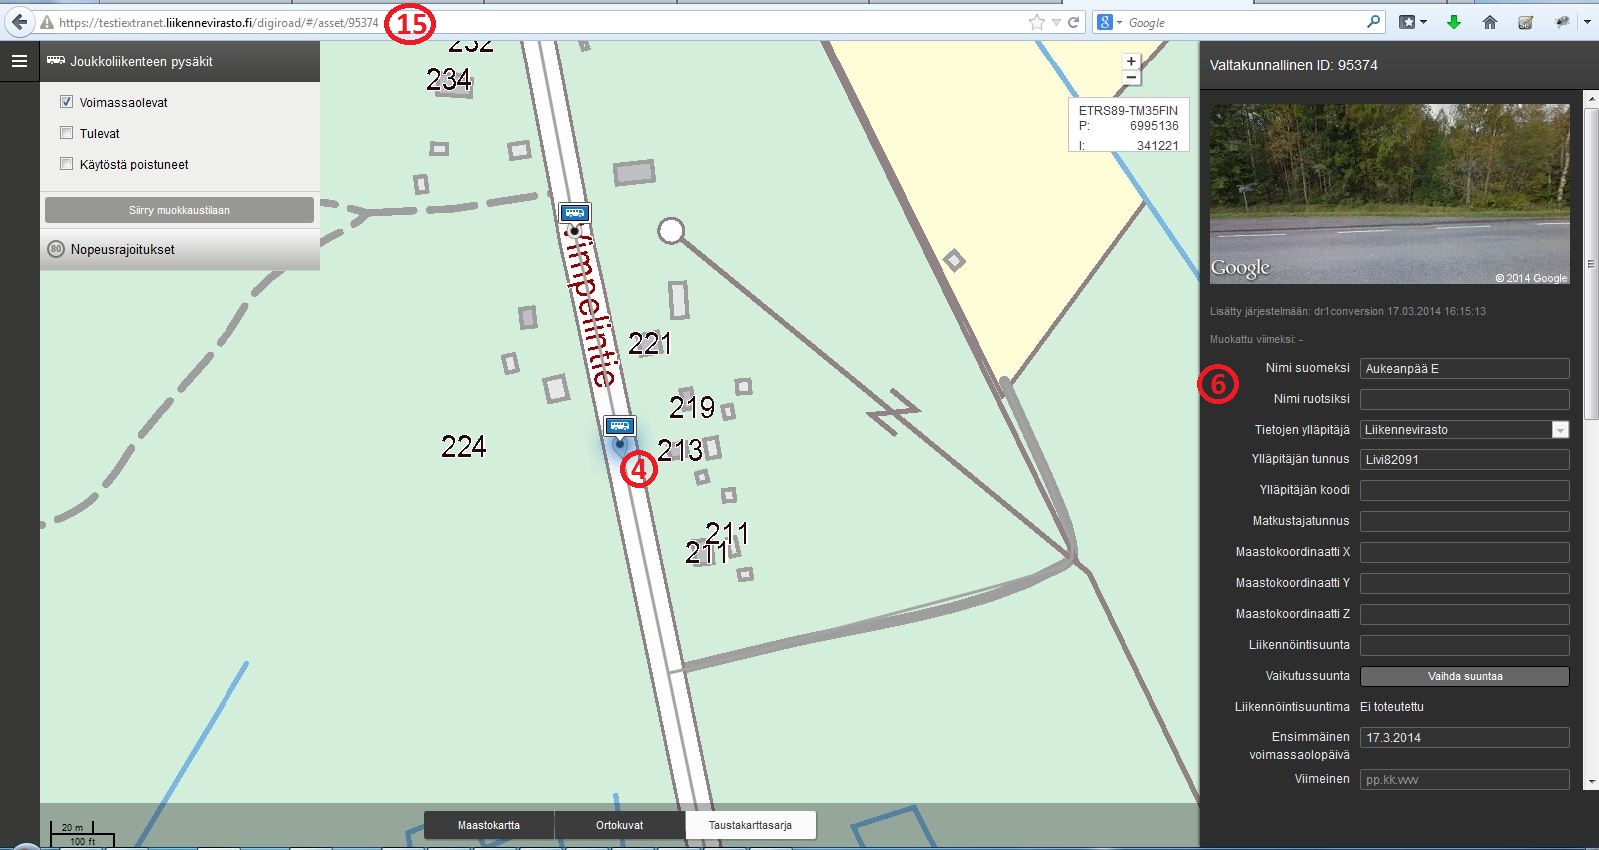 https://testiextranet.liikennevirasto.fi/digiroad/#/asset/95374
15
Google
Joukkoliikenteen pysäkit
Voimassaolevat
Tulevat
Käytöstä poistuneet
Siirry muokkaustilaan
80 Nopeusrajoitukset
232
234
Vimpelintie
221
219
224
213
4
211
211
+
−
ETRS89-TM35FIN
P: 6995136
I: 341221
20 m
100 ft
Maastokartta
Ortokuvat
Taustakarttasarja
Valtakunnallinen ID: 95374
Google
© 2014 Google
Lisätty järjestelmään: dr1conversion 17.03.2014 16:15:13
Muokattu viimeksi: -
6
Nimi suomeksi Aukeanpää E
Nimi ruotsiksi
Tietojen ylläpitäjä Liikennevirasto
Ylläpitäjän tunnus Livi82091
Ylläpitäjän koodi
Matkustajatunnus
Maastokoordinaatti X
Maastokoordinaatti Y
Maastokoordinaatti Z
Liikennöintisuunta
Vaikutussuunta Vaihda suuntaa
Liikennöintisuuntima Ei toteutettu
Ensimmäinen 17.3.2014
voimassaolopäivä
Viimeinen pp.kk.vvvv